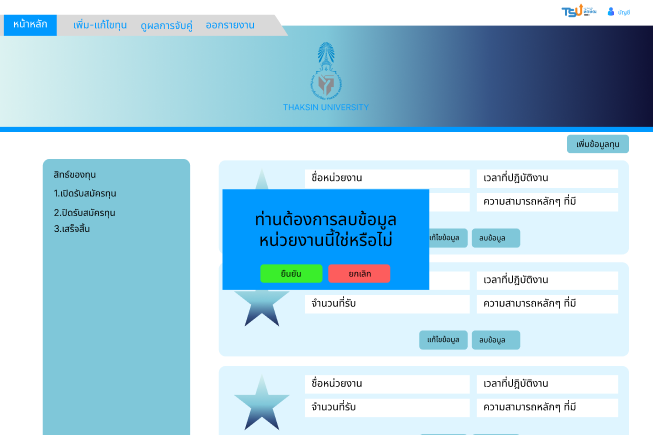 TSU
บัญชี
หน้าหลัก
เพิ่ม-แก้ไขทุน
ดูผลการจับคู่
ออกรายงาน
THAKSIN UNIVERSITY
เพิ่มข้อมูลทุน
สิทธ์ของทุน
1.เปิดรับสมัครทุน
2.ปิดรับสมัครทุน
3.เสร็จสิ้น
ชื่อหน่วยงาน
เวลาที่ปฏิบัติงาน
ความสามารถหลักๆ ที่มี
แก้ไขข้อมูล
ลบข้อมูล
ท่านต้องการลบข้อมูล
หน่วยงานนี้ใช่หรือไม่
ยืนยัน
ยกเลิก
เวลาที่ปฏิบัติงาน
จำนวนที่รับ
ความสามารถหลักๆ ที่มี
แก้ไขข้อมูล
ลบข้อมูล
ชื่อหน่วยงาน
เวลาที่ปฏิบัติงาน
จำนวนที่รับ
ความสามารถหลักๆ ที่มี